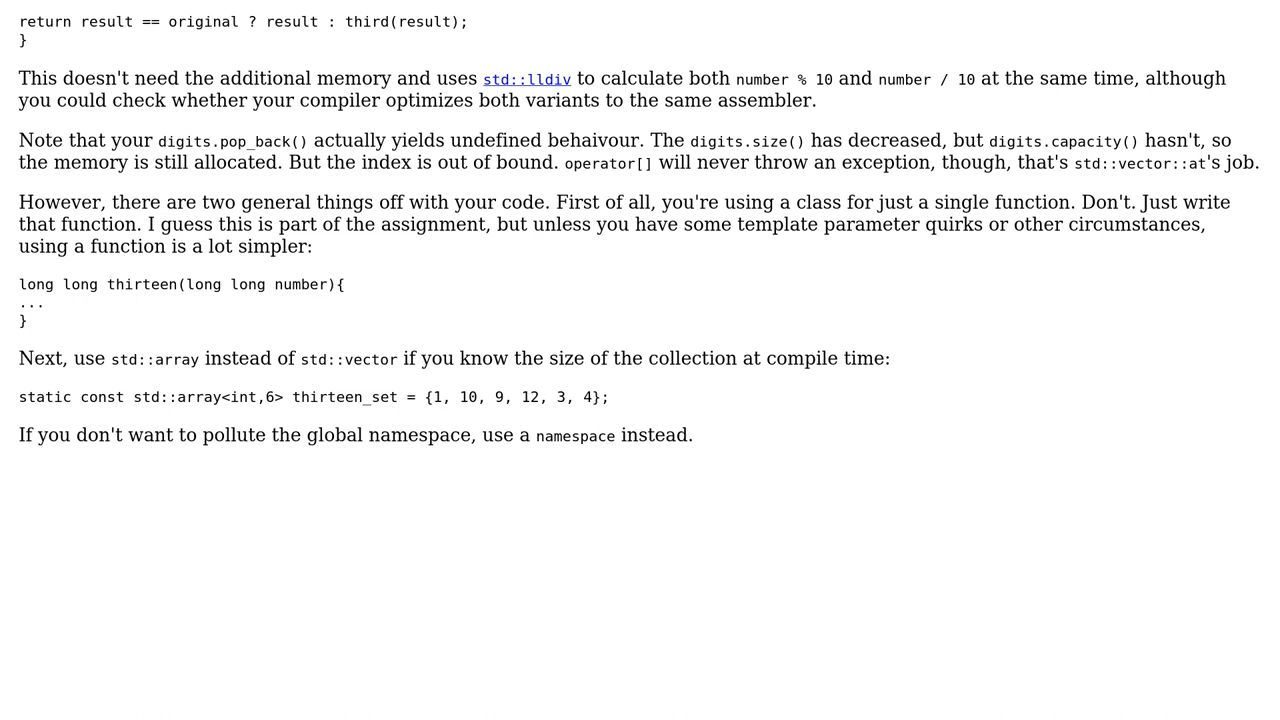 return result == original ? result : third(result);
}
This doesn't need the additional memory and uses std::lldiv to calculate both number % 10 and number / 10 at the same time, although
you could check whether your compiler optimizes both variants to the same assembler.
Note that your digits.pop_back() actually yields undefined behaivour. The digits.size() has decreased, but digits.capacity() hasn't, so
the memory is still allocated. But the index is out of bound. operator[] will never throw an exception, though, that's std::vector::at's job.
However, there are two general things off with your code. First of all, you're using a class for just a single function. Don't. Just write
that function. I guess this is part of the assignment, but unless you have some template parameter quirks or other circumstances,
using a function is a lot simpler:
long long thirteen(long long number){
...
}
Next, use std::array instead of std::vector if you know the size of the collection at compile time:
static const std::array<int,6> thirteen_set = {1, 10, 9, 12, 3, 4};
If you don't want to pollute the global namespace, use a namespace instead.